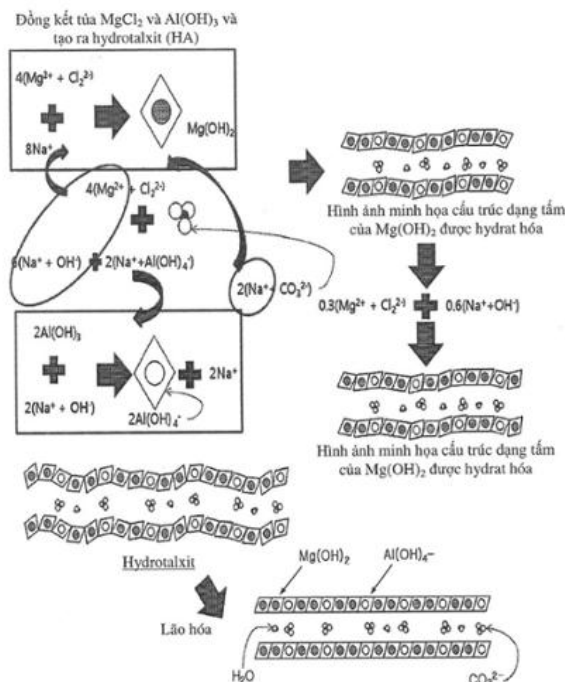 Đồng kết tủa MgCl₂ và Al(OH)₃ và
tạo ra hydrotalxit (HA)
4(Mg²⁺ + Cl₂²⁻)
8Na⁺
Mg(OH)₂
4(Mg²⁺ + Cl₂²⁻)
6(Na⁺ + OH⁻)
2(Na⁺+Al(OH)₄⁻)
2(Na⁺ CO₃²⁻)
2Al(OH)₃
2(Na⁺ + OH⁻)
2Na⁺
2Al(OH)₄⁻
Hình ảnh minh họa cấu trúc dạng tấm
của Mg(OH)₂ được hydrat hóa
0.3(Mg²⁺ + Cl₂²⁻)
0.6(Na⁺+OH⁻)
Hình ảnh minh họa cấu trúc dạng tấm
của Mg(OH)₂ được hydrat hóa
Hydrotalxit
Lão hóa
Mg(OH)₂
Al(OH)₄−
H₂O